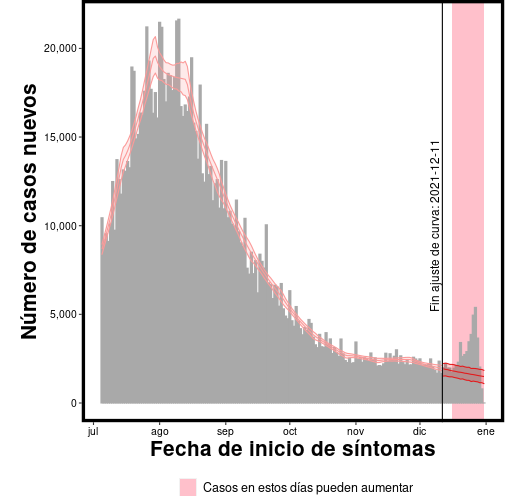 Número de casos nuevos
20,000
15,000
10,000
5,000
0
Fin ajuste de curva: 2021-12-11
jul ago sep oct nov dic ene
Fecha de inicio de síntomas
Casos en estos días pueden aumentar